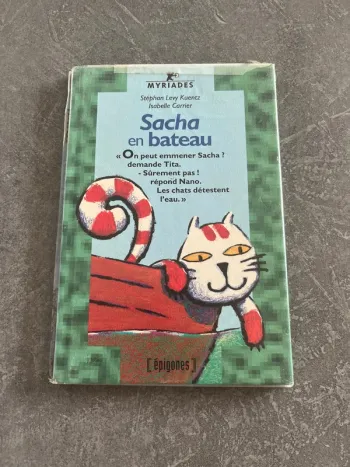 MYRIADES
Stéphan Levy Kuentz
Isabelle Carrier
Sacha
en bateau
« On peut emmener Sacha ?
demande Tita.
- Sûrement pas !
répond Nano.
Les chats détestent
l'eau. »
[ épigones ]